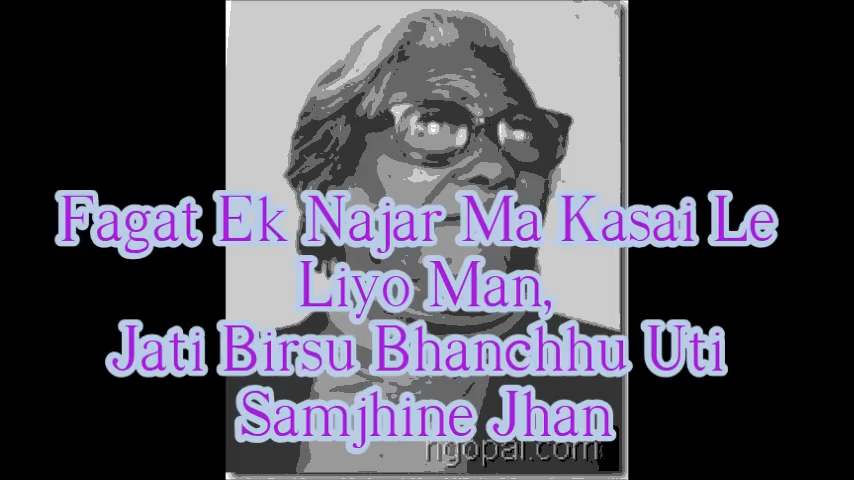 Fagat Ek Najar Ma Kasai Le
Liyo Man,
Jati Birsu Bhanchhu Uti
Samjhine Jhan
ngopal.com